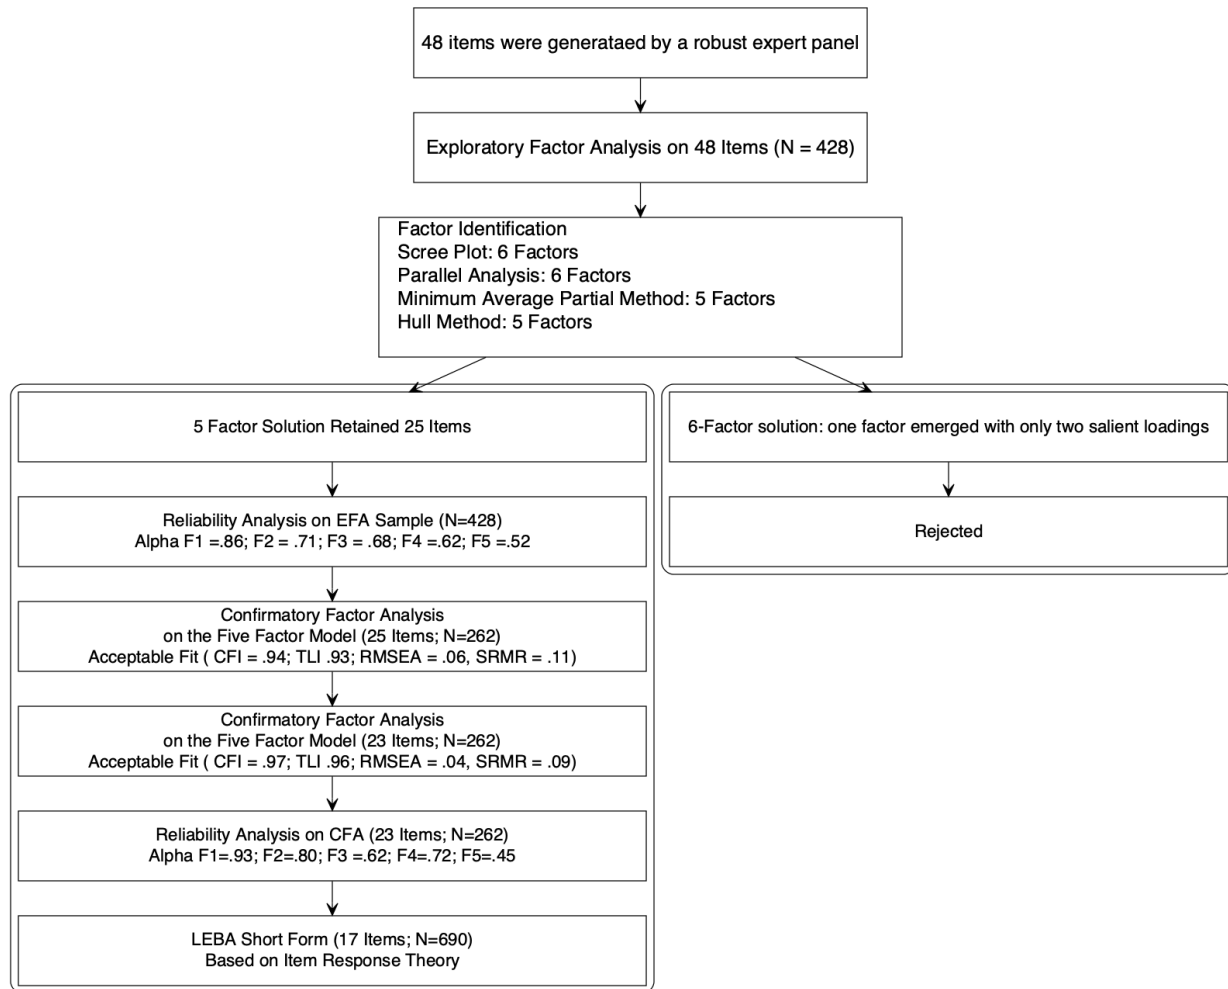 48 items were generataed by a robust expert panel
Exploratory Factor Analysis on 48 Items (N = 428)
Factor Identification
Scree Plot: 6 Factors
Parallel Analysis: 6 Factors
Minimum Average Partial Method: 5 Factors
Hull Method: 5 Factors
5 Factor Solution Retained 25 Items
Reliability Analysis on EFA Sample (N=428)
Alpha F1 =.86; F2 = .71; F3 = .68; F4 =.62; F5 =.52
Confirmatory Factor Analysis
on the Five Factor Model (25 Items; N=262)
Acceptable Fit ( CFI = .94; TLI .93; RMSEA = .06, SRMR = .11)
Confirmatory Factor Analysis
on the Five Factor Model (23 Items; N=262)
Acceptable Fit ( CFI = .97; TLI .96; RMSEA = .04, SRMR = .09)
Reliability Analysis on CFA (23 Items; N=262)
Alpha F1=.93; F2=.80; F3 =.62; F4=.72; F5=.45
LEBA Short Form (17 Items; N=690)
Based on Item Response Theory
6-Factor solution: one factor emerged with only two salient loadings
Rejected